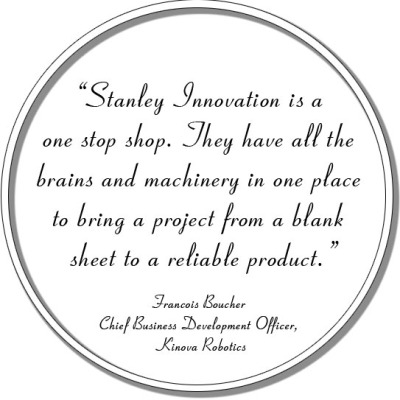 “Stanley Innovation is a
one stop shop. They have all the
brains and machinery in one place
to bring a project from a blank
sheet to a reliable product.”
Francois Boucher
Chief Business Development Officer,
Kinova Robotics